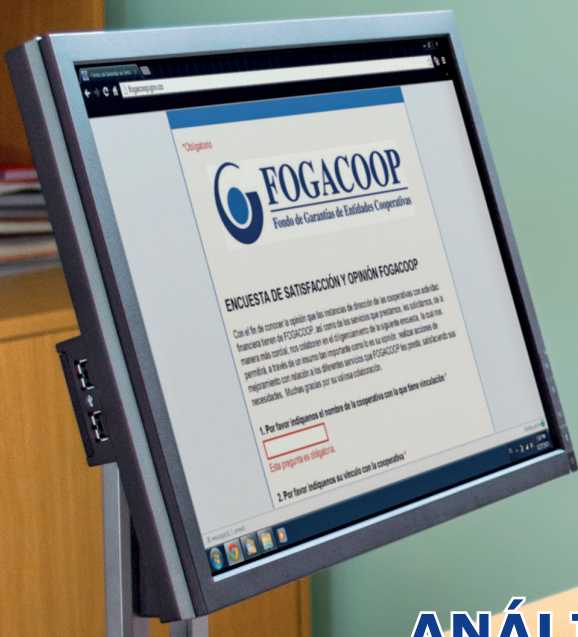 fogacoop.gov.co
*Obligatorio
FOGACOOP
Fondo de Garantías de Entidades Cooperativas
ENCUESTA DE SATISFACCIÓN Y OPINIÓN FOGACOOP
Con el fin de conocer la opinión que las instancias de dirección de las cooperativas con actividad
financiera tienen de FOGACOOP, así como de los servicios que prestamos, les solicitamos, de la
manera más cordial, nos colaboren en el diligenciamiento de la siguiente encuesta, la cual nos
permitirá, a través de un insumo tan importante como lo es su opinión, realizar acciones de
mejoramiento con relación a los diferentes servicios que FOGACOOP les presta, satisfaciendo sus
necesidades. Muchas gracias por su valiosa colaboración.
1. Por favor indíquenos el nombre de la cooperativa con la que tiene vinculación *
Esta pregunta es obligatoria.
2. Por favor indíquenos su vínculo con la cooperativa *